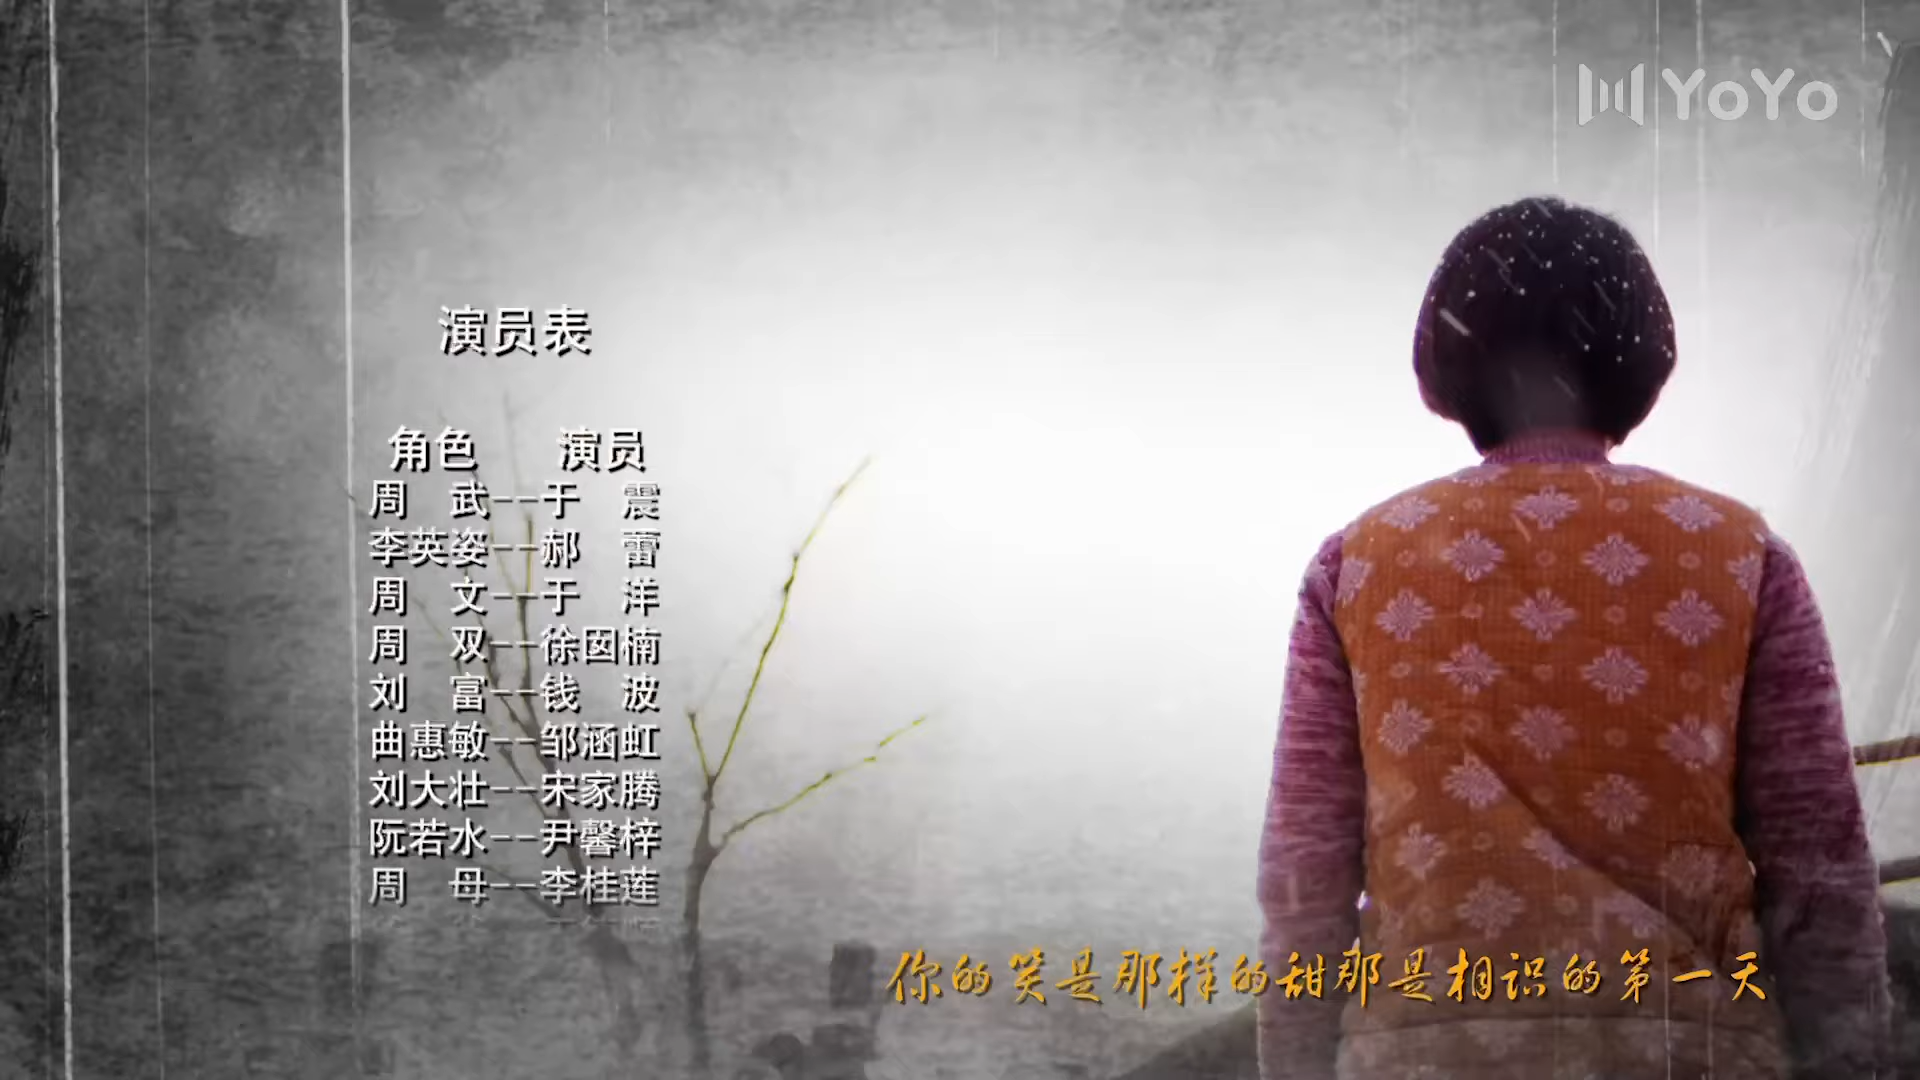 YoYo
演员表
角色 演员
周 武--于 震
李英姿--郝 雷
周 文--于 洋
周 双--徐囡楠
刘 富--钱 波
曲惠敏--邹涵虹
刘大壮--宋家腾
阮若水--尹馨梓
周 母--李桂莲
你的笑是那样的甜那是相识的第一天